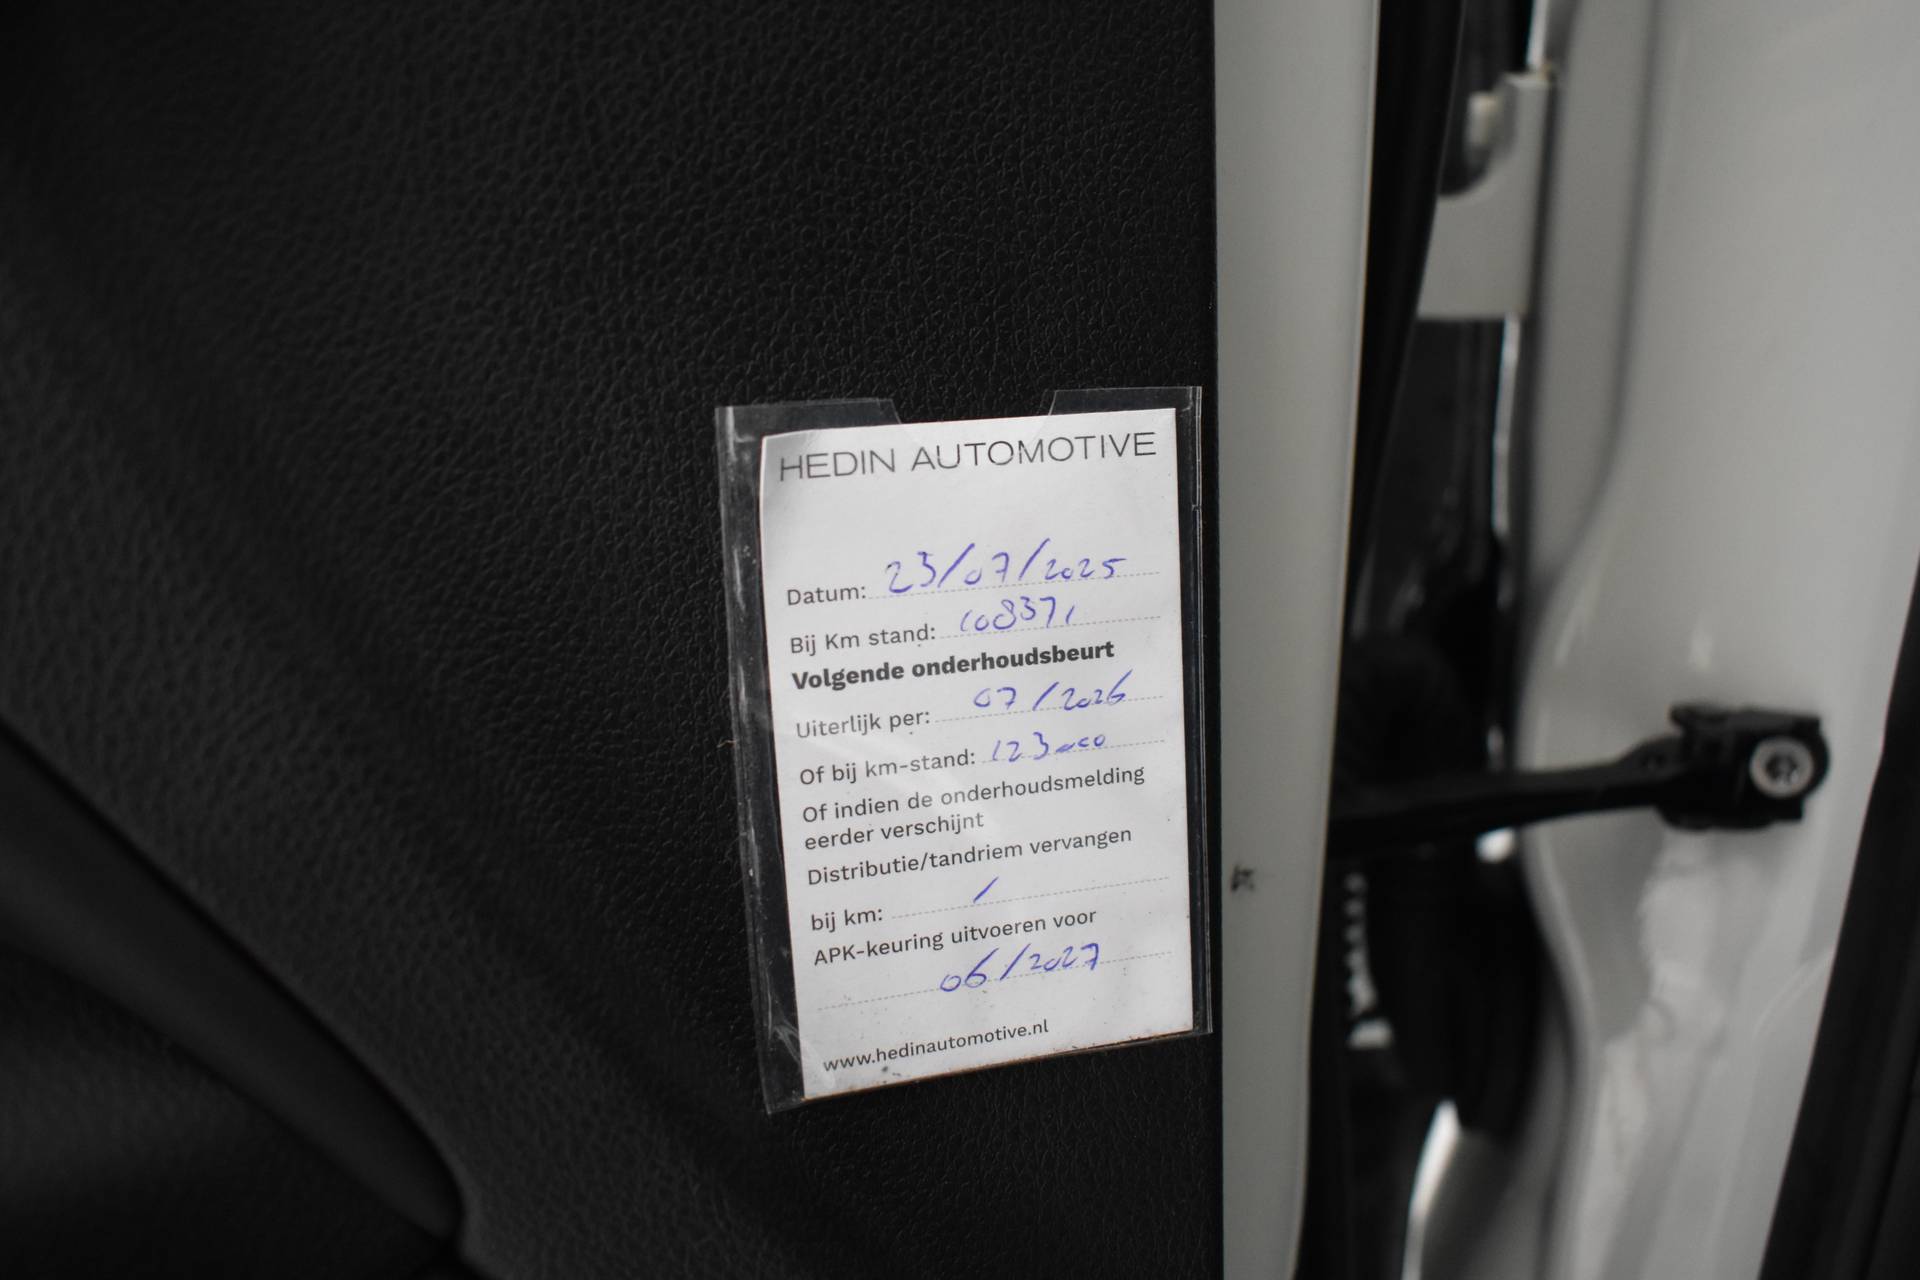 HEDIN AUTOMOTIVE
Datum: 23/07/2025
Bij Km stand: 108371
Volgende onderhoudsbeurt
Uiterlijk per: 07/2026
Of bij km-stand: 123000
Of indien de onderhoudsmelding
eerder verschijnt
Distributie/tandriem vervangen
bij km: /
APK-keuring uitvoeren voor
06/2027
www.hedinautomotive.nl